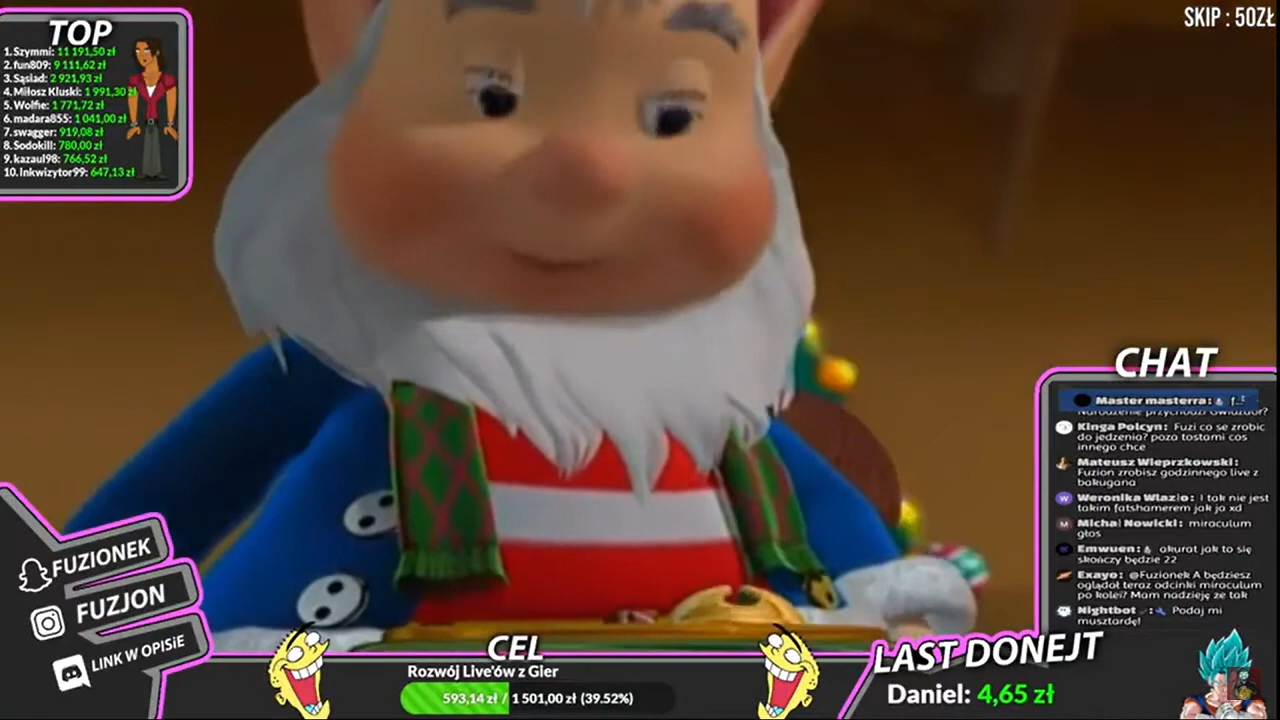 SKIP : 50ZŁ
TOP
1. Szymmi: 11 191,50 zł
2. fun809: 9 111,62 zł
3. Sąsiad: 2 921,93 zł
4. Miłosz Kluski: 1 991,30 zł
5. Wolfie: 1 771,72 zł
6. madara855: 1 041,00 zł
7. swagger: 919,08 zł
8. Sodokill: 780,00 zł
9. kazaul98: 766,52 zł
10. Inkwizytor99: 647,13 zł
CHAT
Master masterra:
Narodzenie przychodzi Gwiazdor?
Kinga Polcyn: Fuzi co se zrobic
do jedzenia? poza tostami cos
innego chce
Mateusz Wieprzkowski:
Fuzion zrobisz godzinnego live z
bakugana
Weronika Wlazło: I tak nie jest
takim fatshamerem jak ja xd
Michał Nowicki: miraculum
głos
Emwuen: akurat jak to się
skończy będzie 22
Exayo: @Fuzionek A będziesz
oglądał teraz odcinki miraculum
po kolei? Mam nadzieję że tak
Nightbot : Podaj mi
musztardę!
FUZIONEK
FUZJON
LINK W OPISiE
CEL
Rozwój Live'ów z Gier
593,14 zł / 1 501,00 zł (39.52%)
LAST DONEJT
Daniel: 4,65 zł